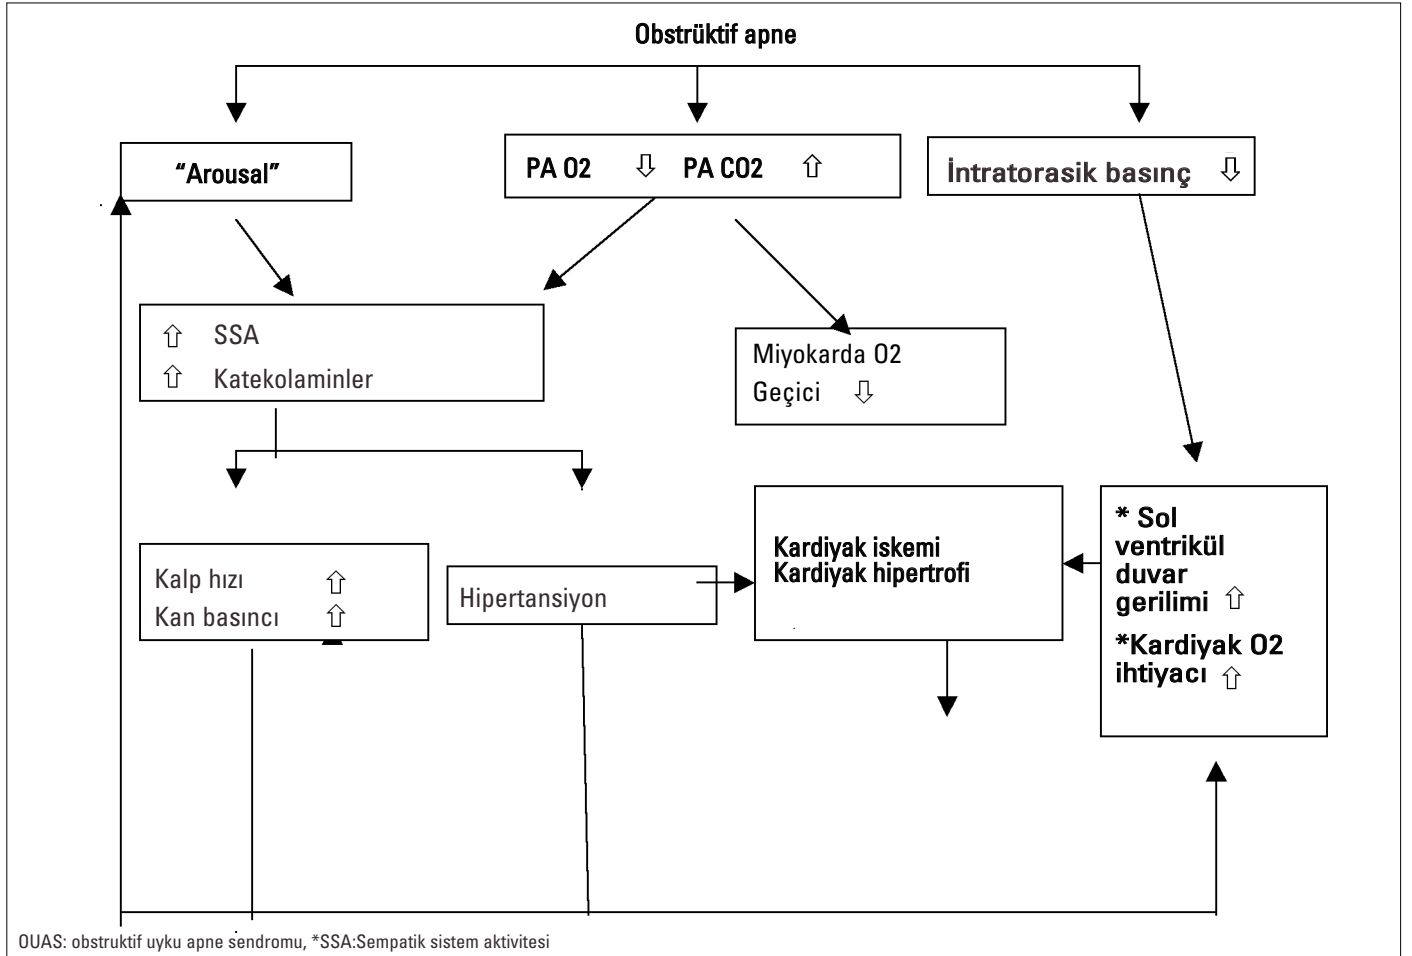 Obstrüktif apne
“Arousal”
PA O2 ⇩ PA CO2 ⇧
İntratorasik basınç ⇩
⇧ SSA
⇧ Katekolaminler
Miyokarda O2
Geçici ⇩
Kalp hızı ⇧
Kan basıncı ⇧
Hipertansiyon
Kardiyak iskemi
Kardiyak hipertrofi
* Sol
ventrikül
duvar
gerilimi ⇧
*Kardiyak O2
ihtiyacı ⇧
OUAS: obstruktif uyku apne sendromu, *SSA:Sempatik sistem aktivitesi